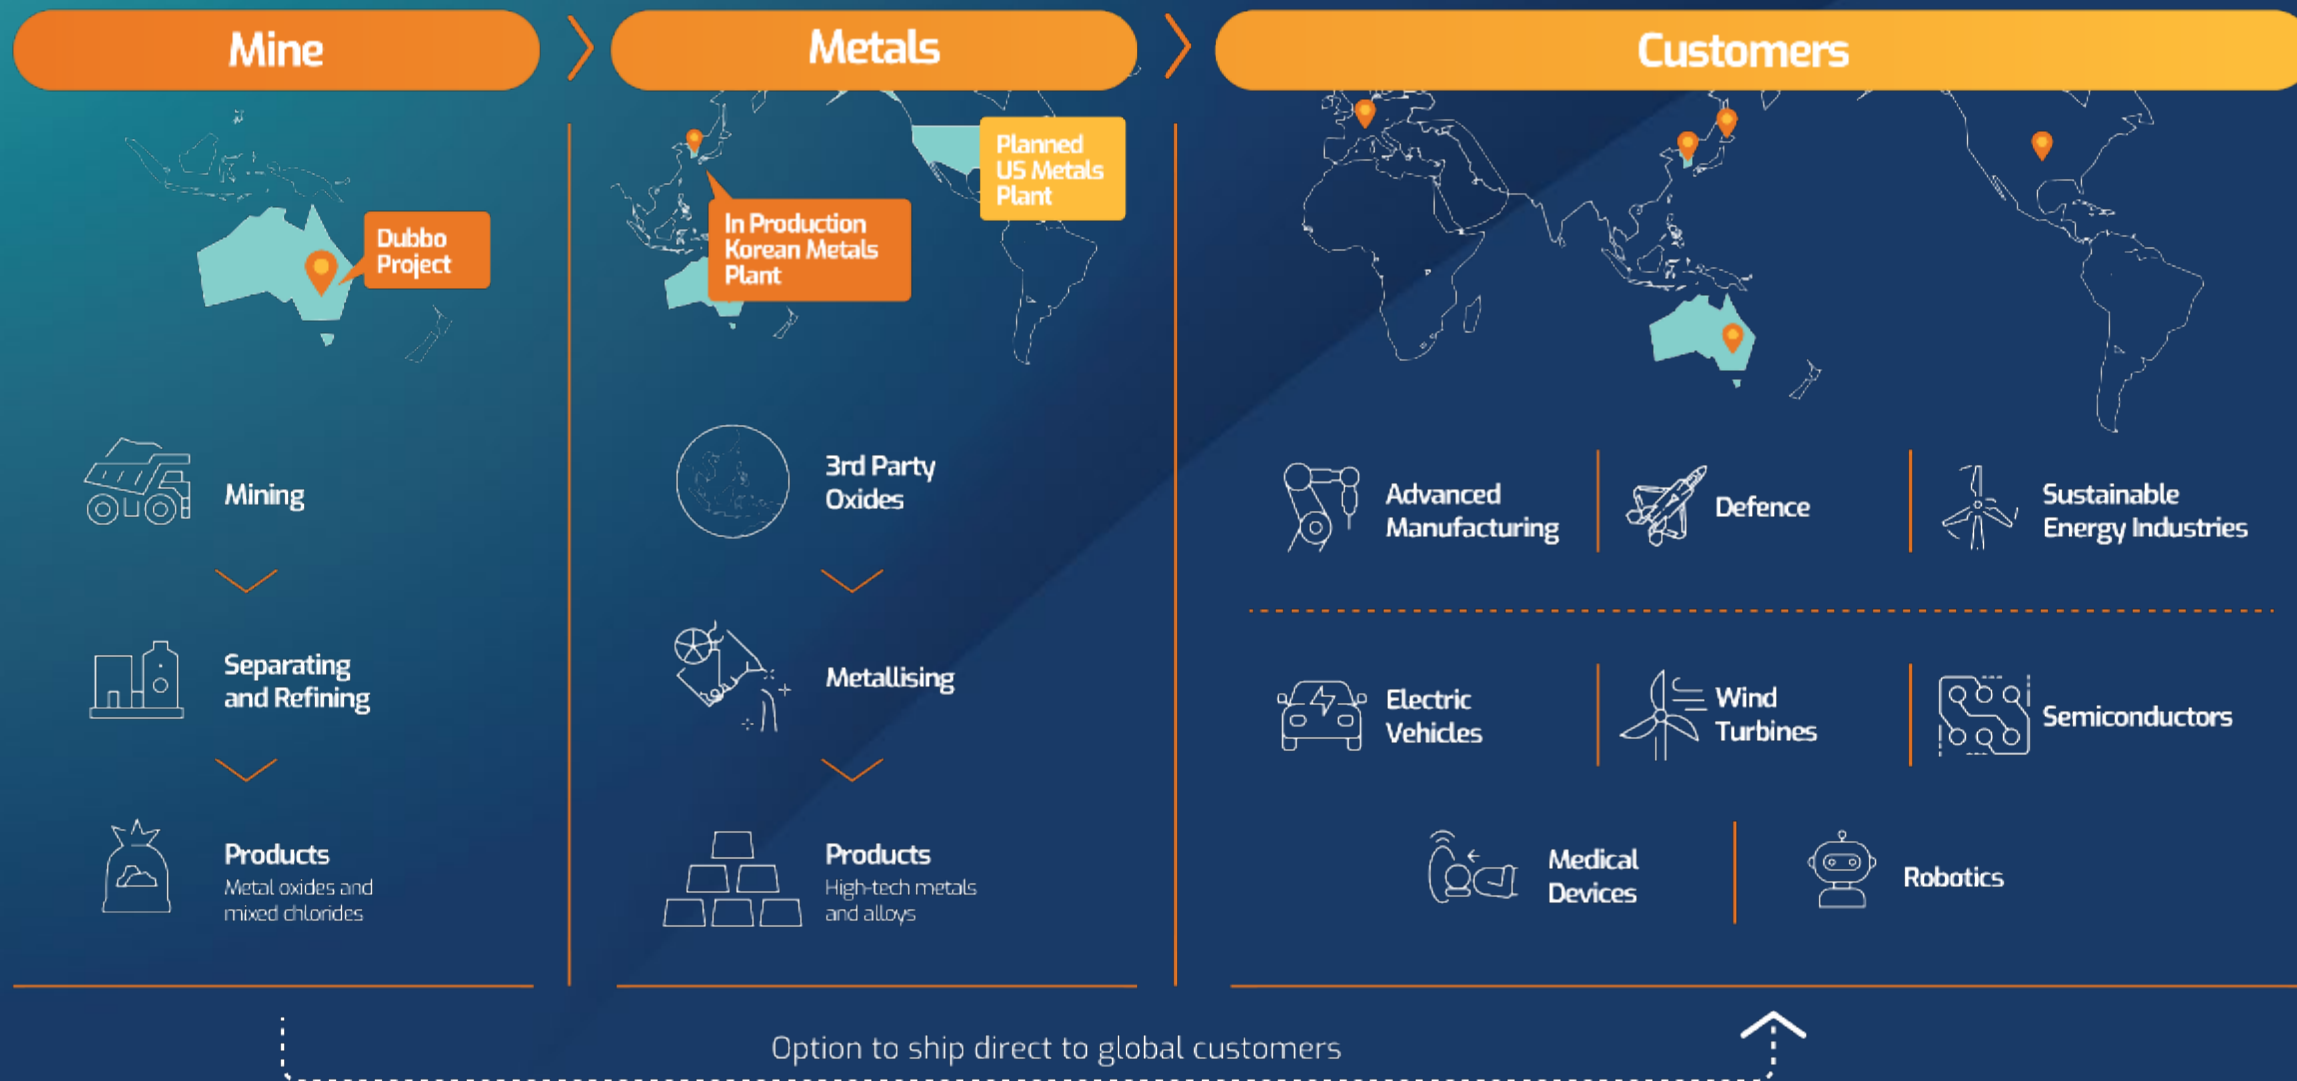 Mine
Metals
Customers
Dubbo
Project
In Production
Korean Metals
Plant
Planned
US Metals
Plant
Mining
Separating
and Refining
Products
Metal oxides and
mixed chlorides
3rd Party
Oxides
Metallising
Products
High-tech metals
and alloys
Advanced
Manufacturing
Defence
Sustainable
Energy Industries
Electric
Vehicles
Wind
Turbines
Semiconductors
Medical
Devices
Robotics
Option to ship direct to global customers